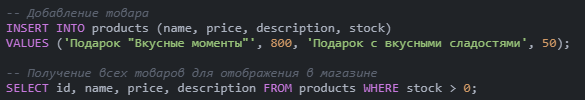 -- Добавление товара
INSERT INTO products (name, price, description, stock)
VALUES ('Подарок "Вкусные моменты"', 800, 'Подарок с вкусными сладостями', 50);
-- Получение всех товаров для отображения в магазине
SELECT id, name, price, description FROM products WHERE stock > 0;